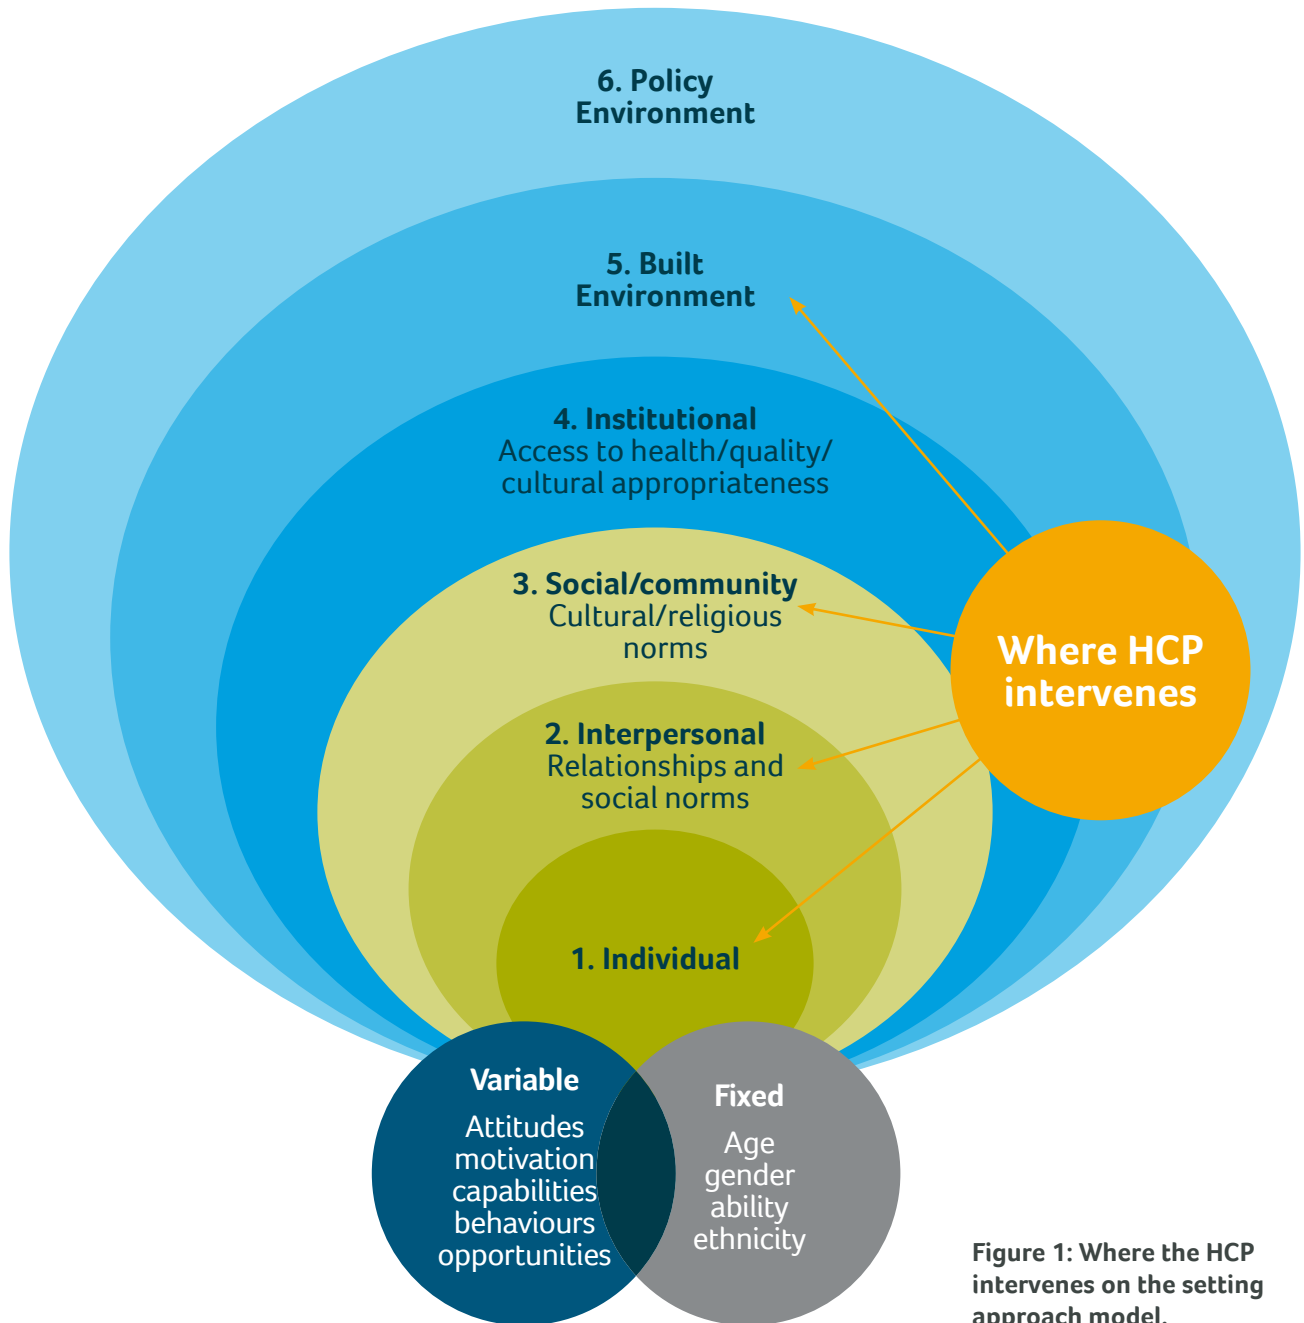 6. Policy
Environment
5. Built
Environment
4. Institutional
Access to health/quality/
cultural appropriateness
3. Social/community
Cultural/religious
norms
Where HCP
intervenes
2. Interpersonal
Relationships and
social norms
1. Individual
Variable
Attitudes
motivation
capabilities
behaviours
opportunities
Fixed
Age
gender
ability
ethnicity
Figure 1: Where the HCP
intervenes on the setting
approach model.